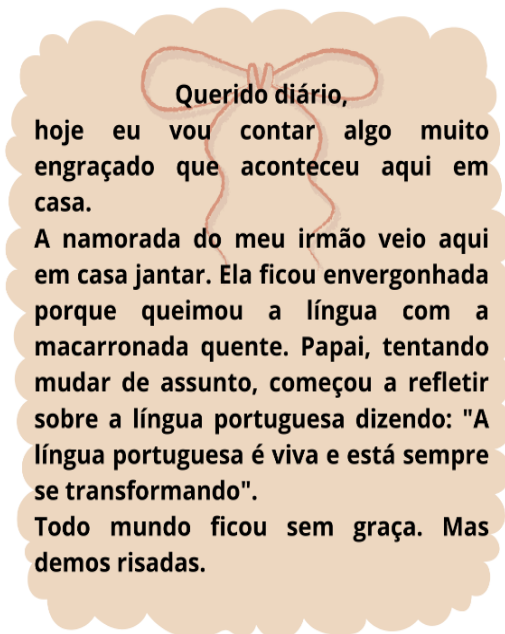 Querido diário,
hoje eu vou contar algo muito
engraçado que aconteceu aqui em
casa.
A namorada do meu irmão veio aqui
em casa jantar. Ela ficou envergonhada
porque queimou a língua com a
macarronada quente. Papai, tentando
mudar de assunto, começou a refletir
sobre a língua portuguesa dizendo: "A
língua portuguesa é viva e está sempre
se transformando".
Todo mundo ficou sem graça. Mas
demos risadas.